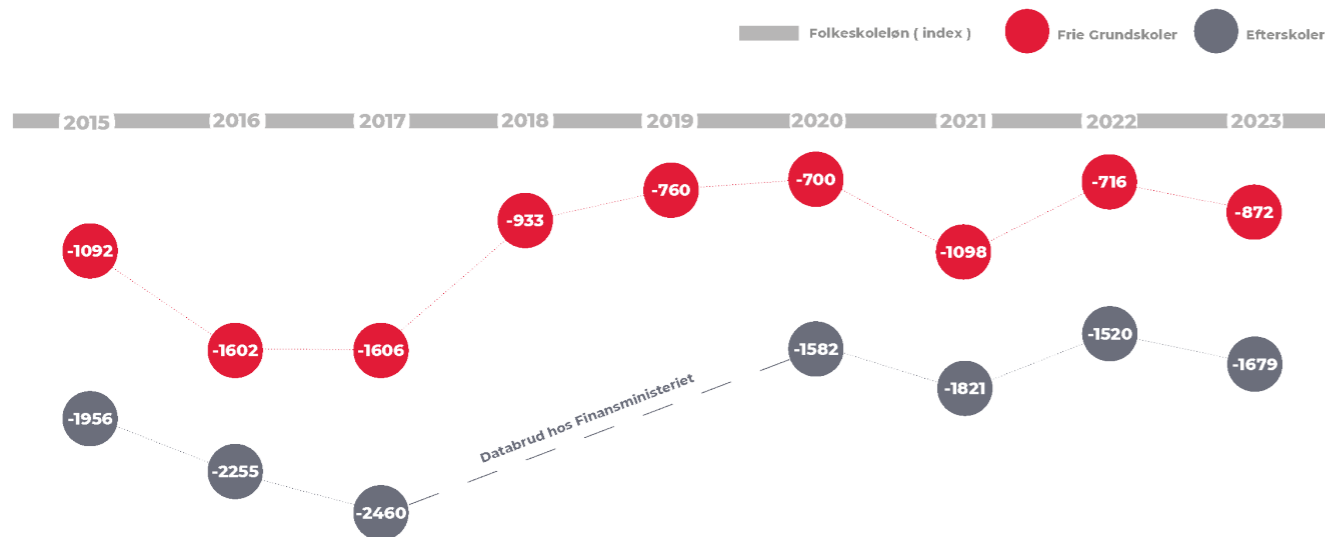 Folkeskoleløn ( index )
Frie Grundskoler
Efterskoler
2015 2016 2017 2018 2019 2020 2021 2022 2023
-1092 -1602 -1606 -933 -760 -700 -1098 -716 -872
-1956 -2255 -2460 -1582 -1821 -1520 -1679
Databrud hos Finansministeriet